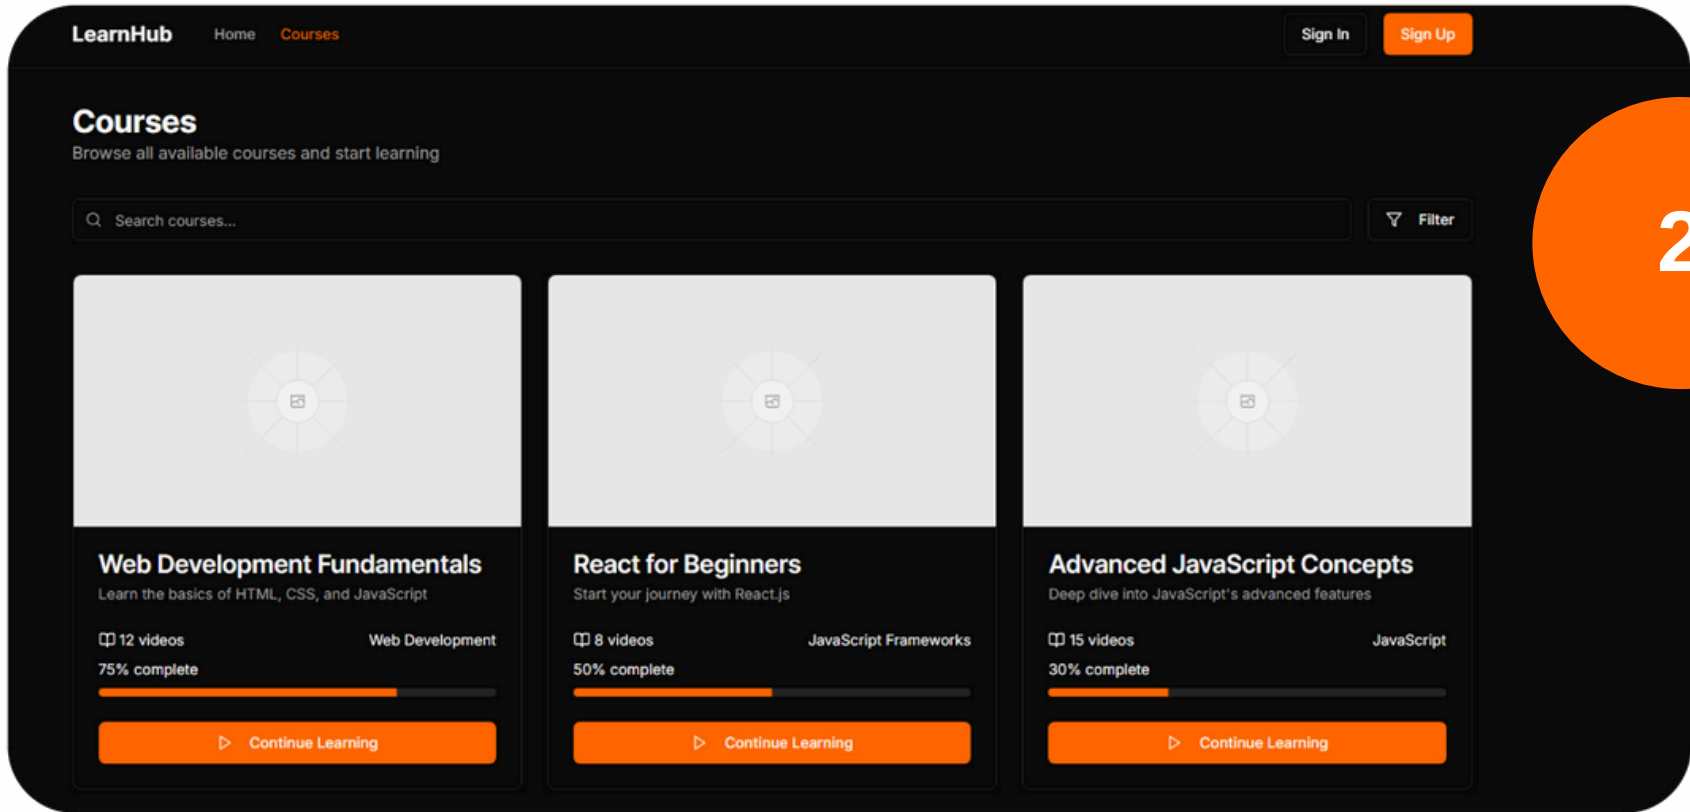 LearnHub Home Courses Sign In Sign Up
Courses
Browse all available courses and start learning
Search courses... Filter
2
Web Development Fundamentals
Learn the basics of HTML, CSS, and JavaScript
12 videos Web Development
75% complete
Continue Learning
React for Beginners
Start your journey with React.js
8 videos JavaScript Frameworks
50% complete
Continue Learning
Advanced JavaScript Concepts
Deep dive into JavaScript's advanced features
15 videos JavaScript
30% complete
Continue Learning